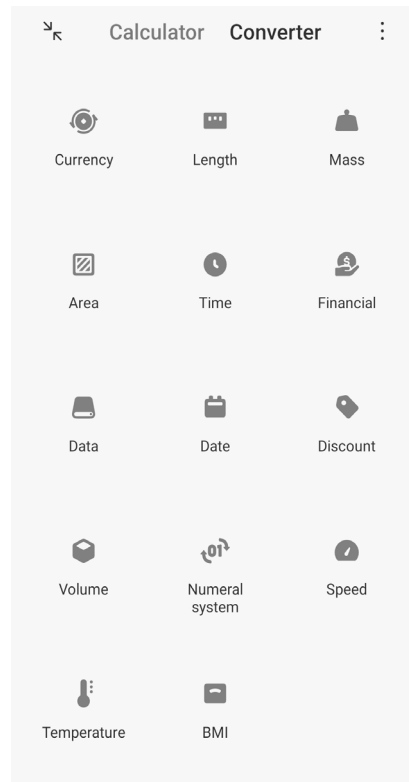 Calculator Converter
Currency Length Mass
Area Time Financial
Data Date Discount
Volume Numeral Speed
system
Temperature BMI